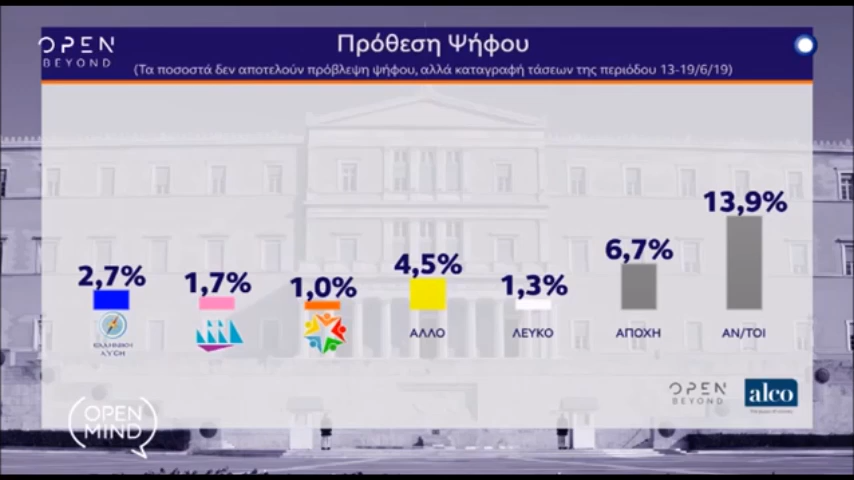 OPEN
BEYOND
Πρόθεση Ψήφου
(Τα ποσοστά δεν αποτελούν πρόβλεψη ψήφου, αλλά καταγραφή τάσεων της περιόδου 13-19/6/19)
2,7%
1,7%
1,0%
4,5%
1,3%
6,7%
13,9%
ΕΛΛΗΝΙΚΗ
ΛΥΣΗ
ΑΛΛΟ
ΛΕΥΚΟ
ΑΠΟΧΗ
ΑΝ/ΤΟΙ
OPEN
BEYOND
alco
OPEN
MIND